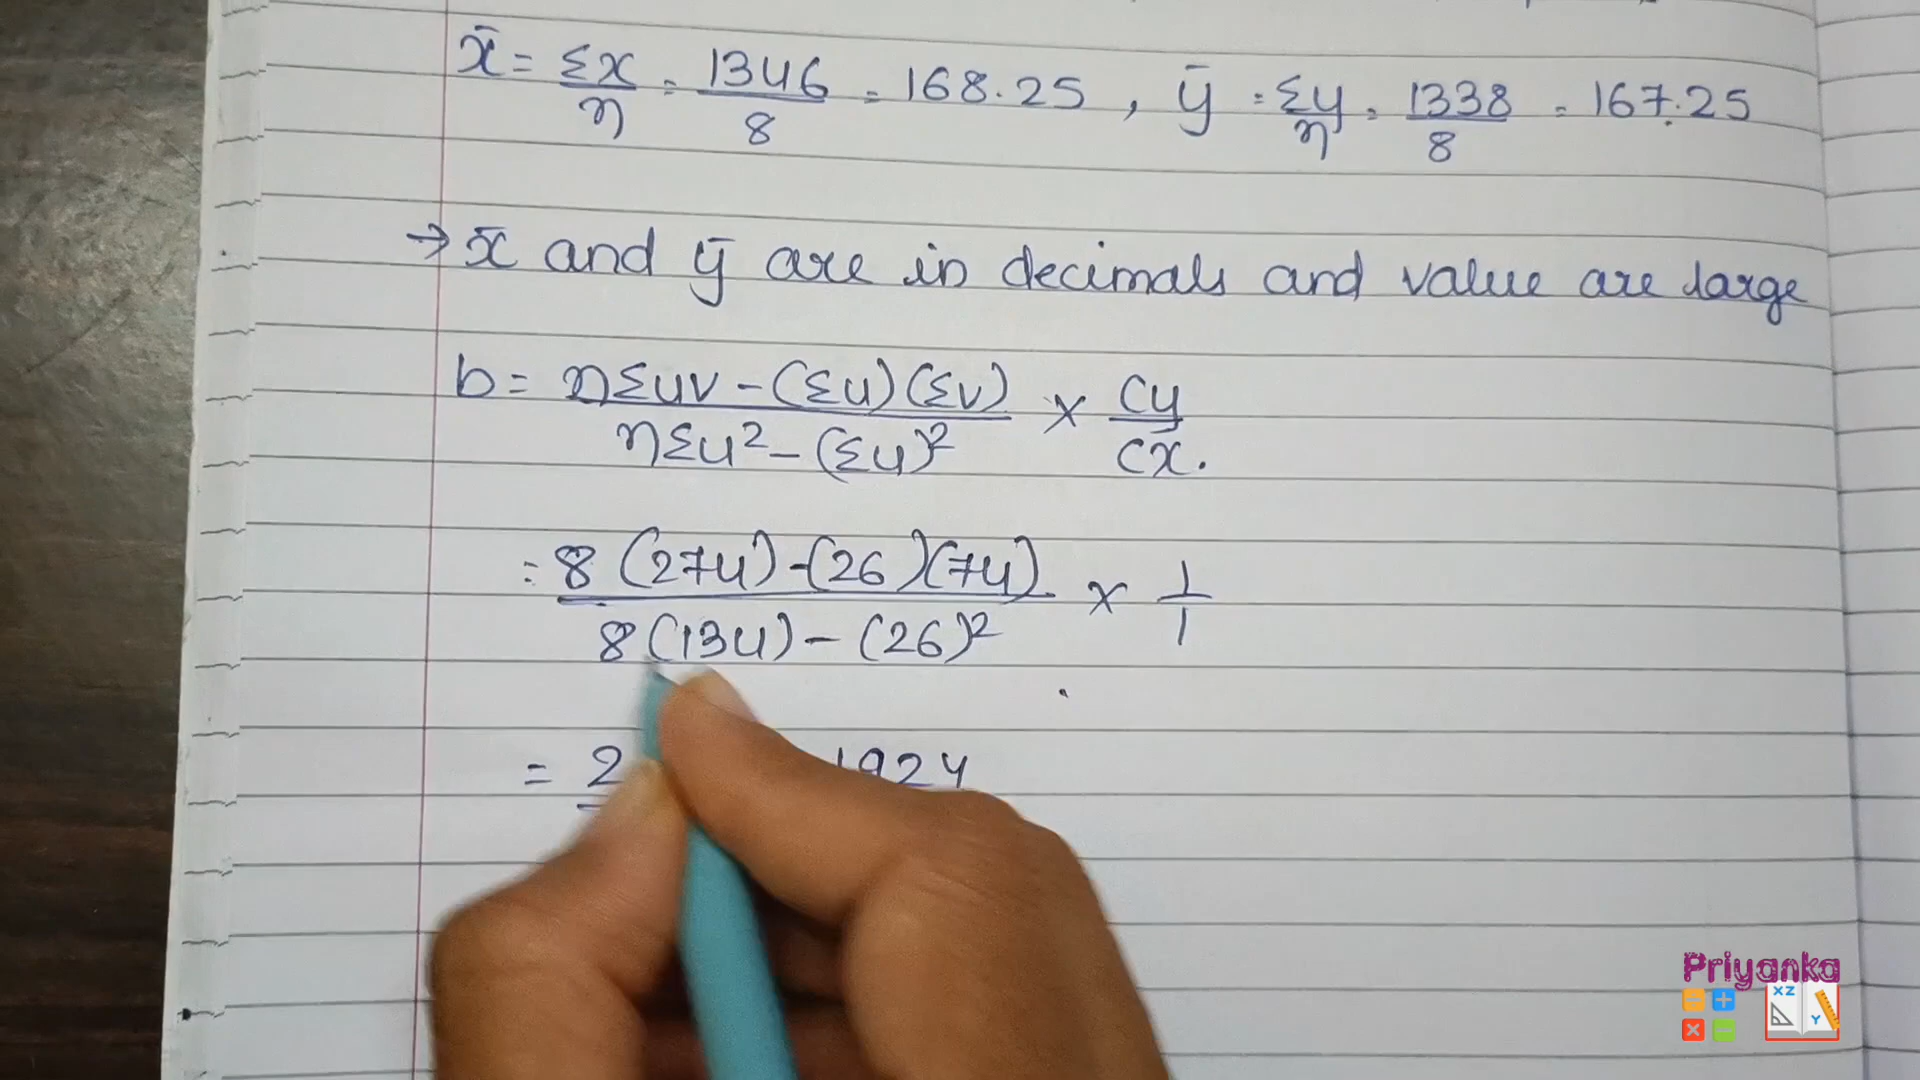 x̄ = Σx/n = 1346/8 = 168.25 , ȳ = Σy/n = 1338/8 = 167.25
→ x̄ and ȳ are in decimals and value are large
b = nΣuv - (Σu)(Σv) / nΣu² - (Σu)² × Cy/Cx.
= 8(274) - (26)(74) / 8(134) - (26)² × 1/1
= 2 1924
Priyanka
XZ
Y